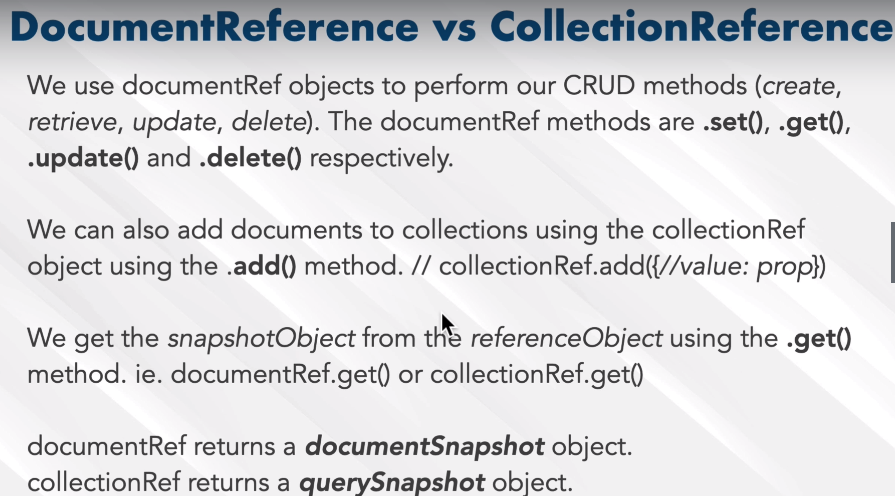 DocumentReference vs CollectionReference
We use documentRef objects to perform our CRUD methods (create,
retrieve, update, delete). The documentRef methods are .set(), .get(),
.update() and .delete() respectively.
We can also add documents to collections using the collectionRef
object using the .add() method. // collectionRef.add({//value: prop})
We get the snapshotObject from the referenceObject using the .get()
method. ie. documentRef.get() or collectionRef.get()
documentRef returns a documentSnapshot object.
collectionRef returns a querySnapshot object.